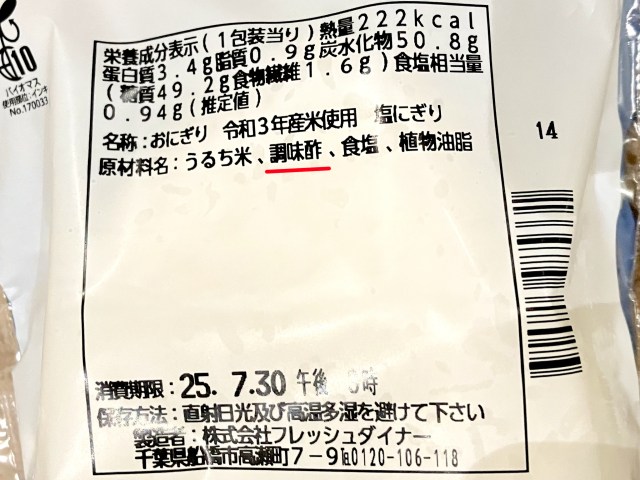 栄養成分表示(1包装当り)熱量222kcal
蛋白質3.4g脂質0.9g炭水化物50.8g
(糖質49.2g食物繊維1.6g)食塩相当量
0.94g(推定値)
名称:おにぎり 令和3年産米使用 塩にぎり
原材料名:うるち米、調味酢、食塩、植物油脂
14
消費期限:25. 7.30 午後 時
保存方法:直射日光及び高温多湿を避けて下さい
製造者:株式会社フレッシュダイナー
千葉県船橋市高瀬町7-9℡0120-106-118
バイオマス
No.170033